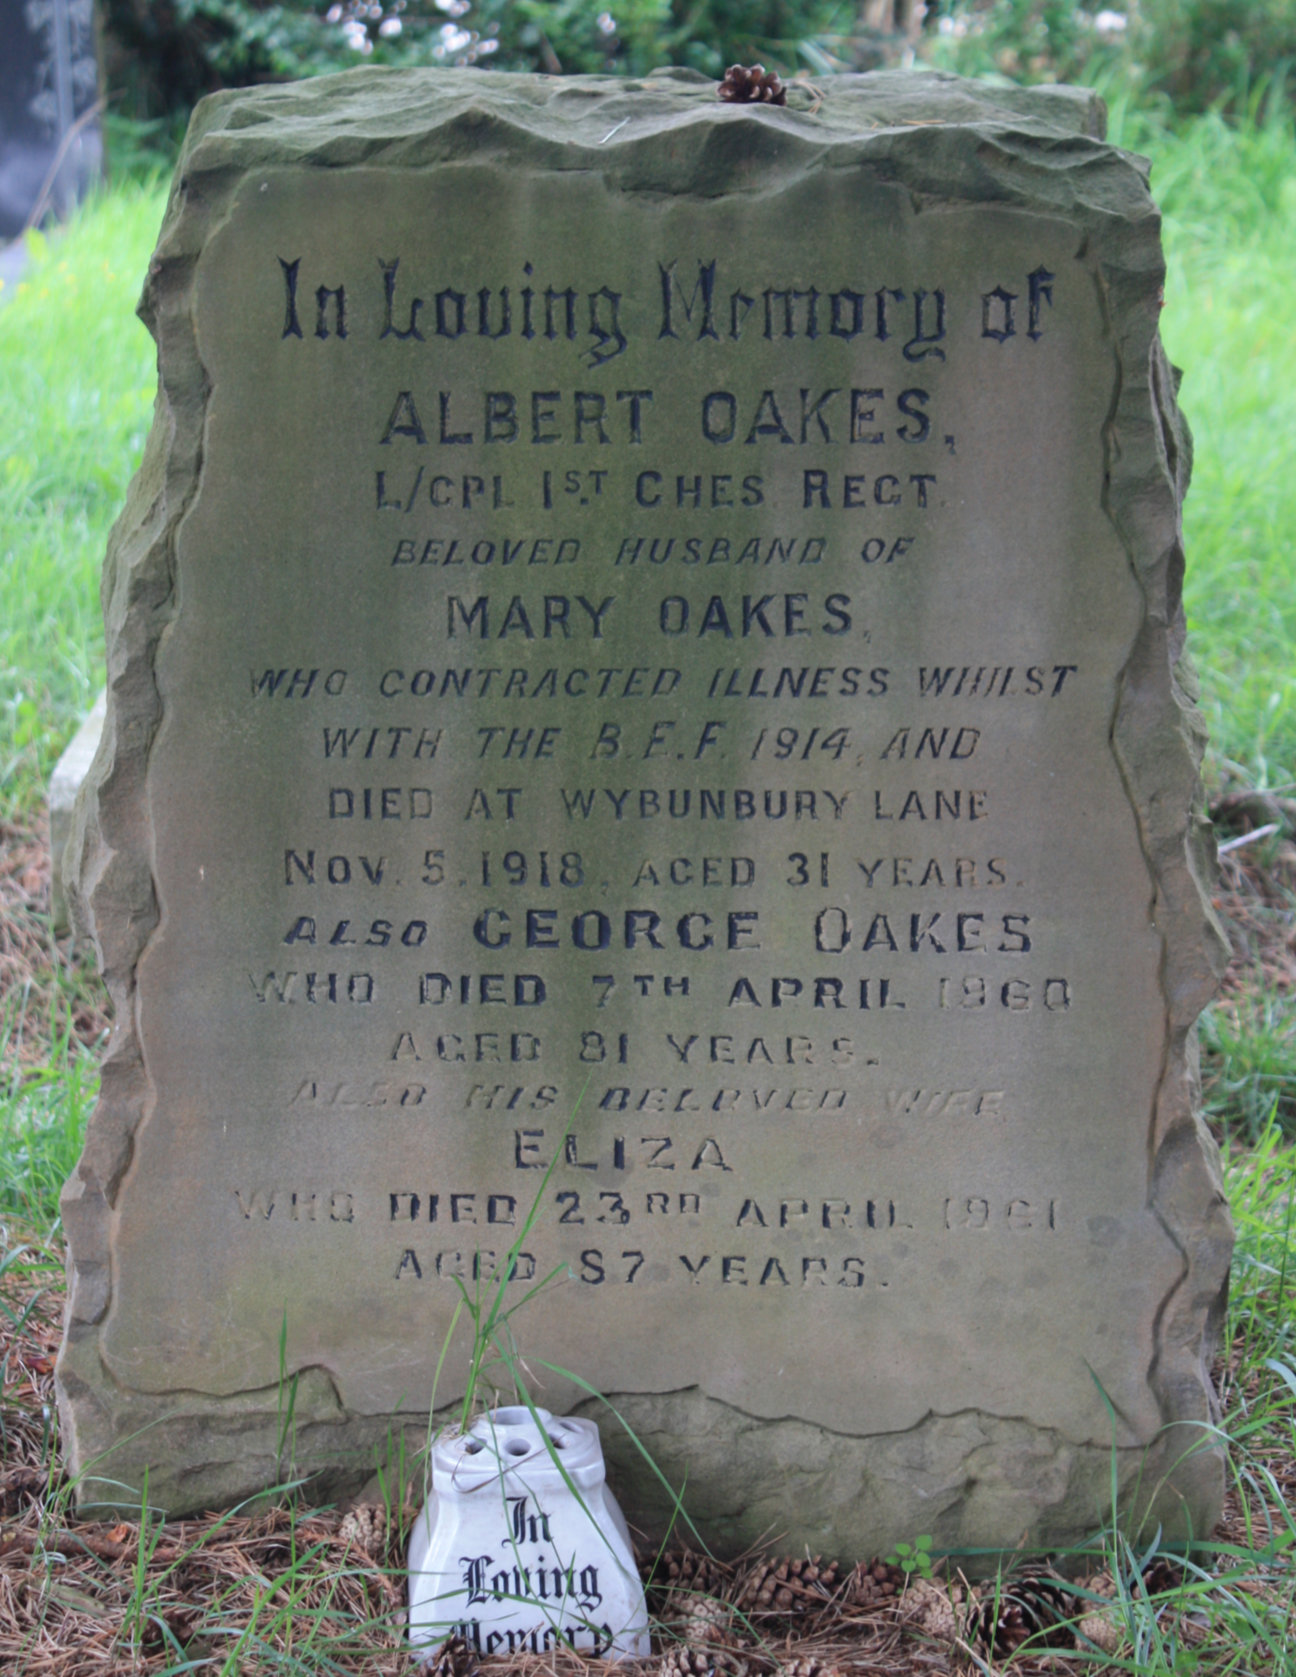 In Loving Memory of
ALBERT OAKES,
L/CPL 1ST. CHES. REGT.
BELOVED HUSBAND OF
MARY OAKES,
WHO CONTRACTED ILLNESS WHILST
WITH THE B.E.F. 1914, AND
DIED AT WYBUNBURY LANE
NOV. 5. 1918, AGED 31 YEARS.
ALSO GEORGE OAKES
WHO DIED 7TH APRIL 1960
AGED 81 YEARS.
ALSO HIS BELOVED WIFE
ELIZA
WHO DIED 23RD APRIL 1961
AGED 87 YEARS.
In
Loving
Memory